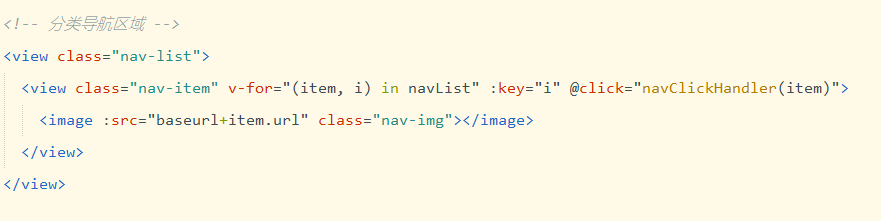 <!-- 分类导航区域 -->
<view class="nav-list">
<view class="nav-item" v-for="(item, i) in navList" :key="i" @click="navClickHandler(item)">
<image :src="baseurl+item.url" class="nav-img"></image>
</view>
</view>